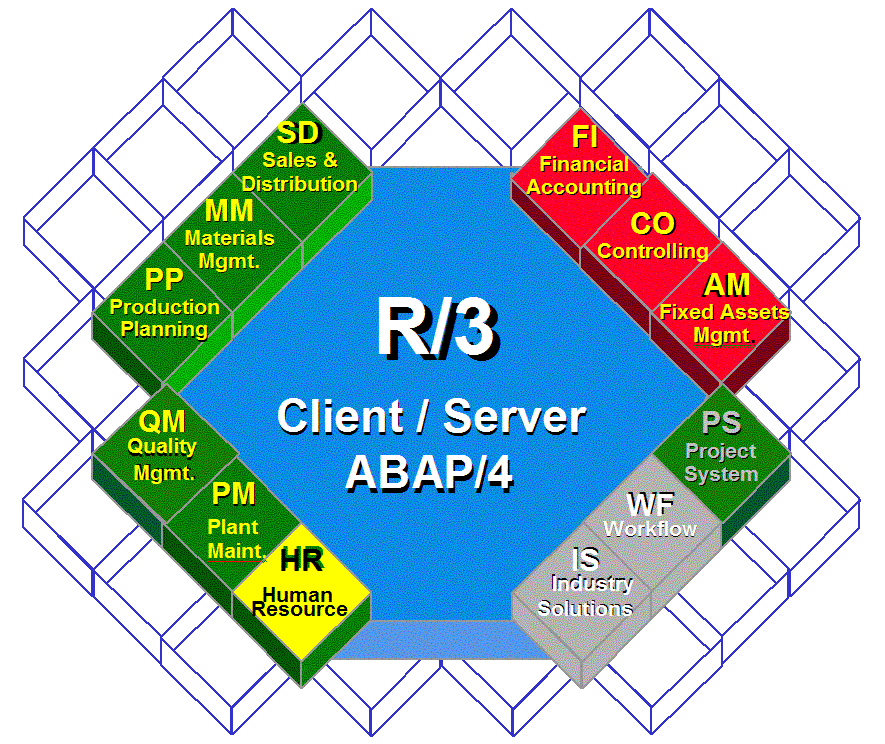 SD
Sales &
Distribution
MM
Materials
Mgmt.
PP
Production
Planning
FI
Financial
Accounting
CO
Controlling
AM
Fixed Assets
Mgmt.
R/3
Client / Server
ABAP/4
QM
Quality
Mgmt.
PM
Plant
Maint.
HR
Human
Resource
PS
Project
System
WF
Workflow
IS
Industry
Solutions